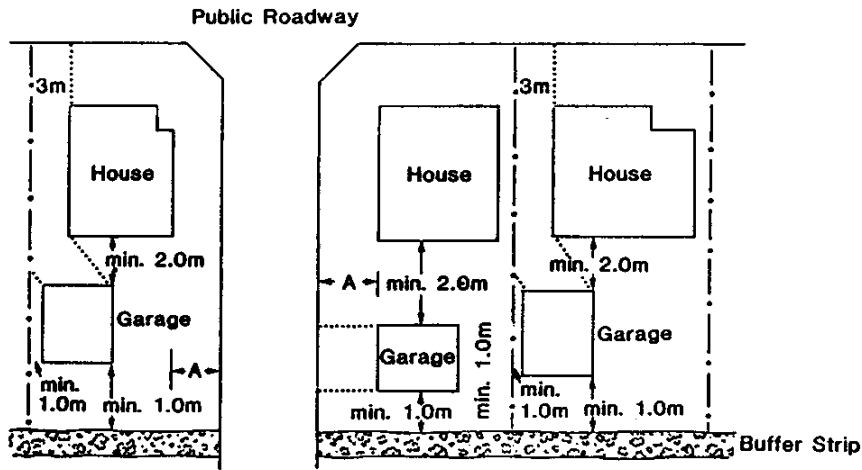 Public Roadway
3m
3m
House
House
House
min. 2.0m
min. 2.0m
min. 2.0m
A
Garage
Garage
Garage
A
min. 1.0m
min.
1.0m
min. 1.0m
min. 1.0m
min.
1.0m
min. 1.0m
Buffer Strip